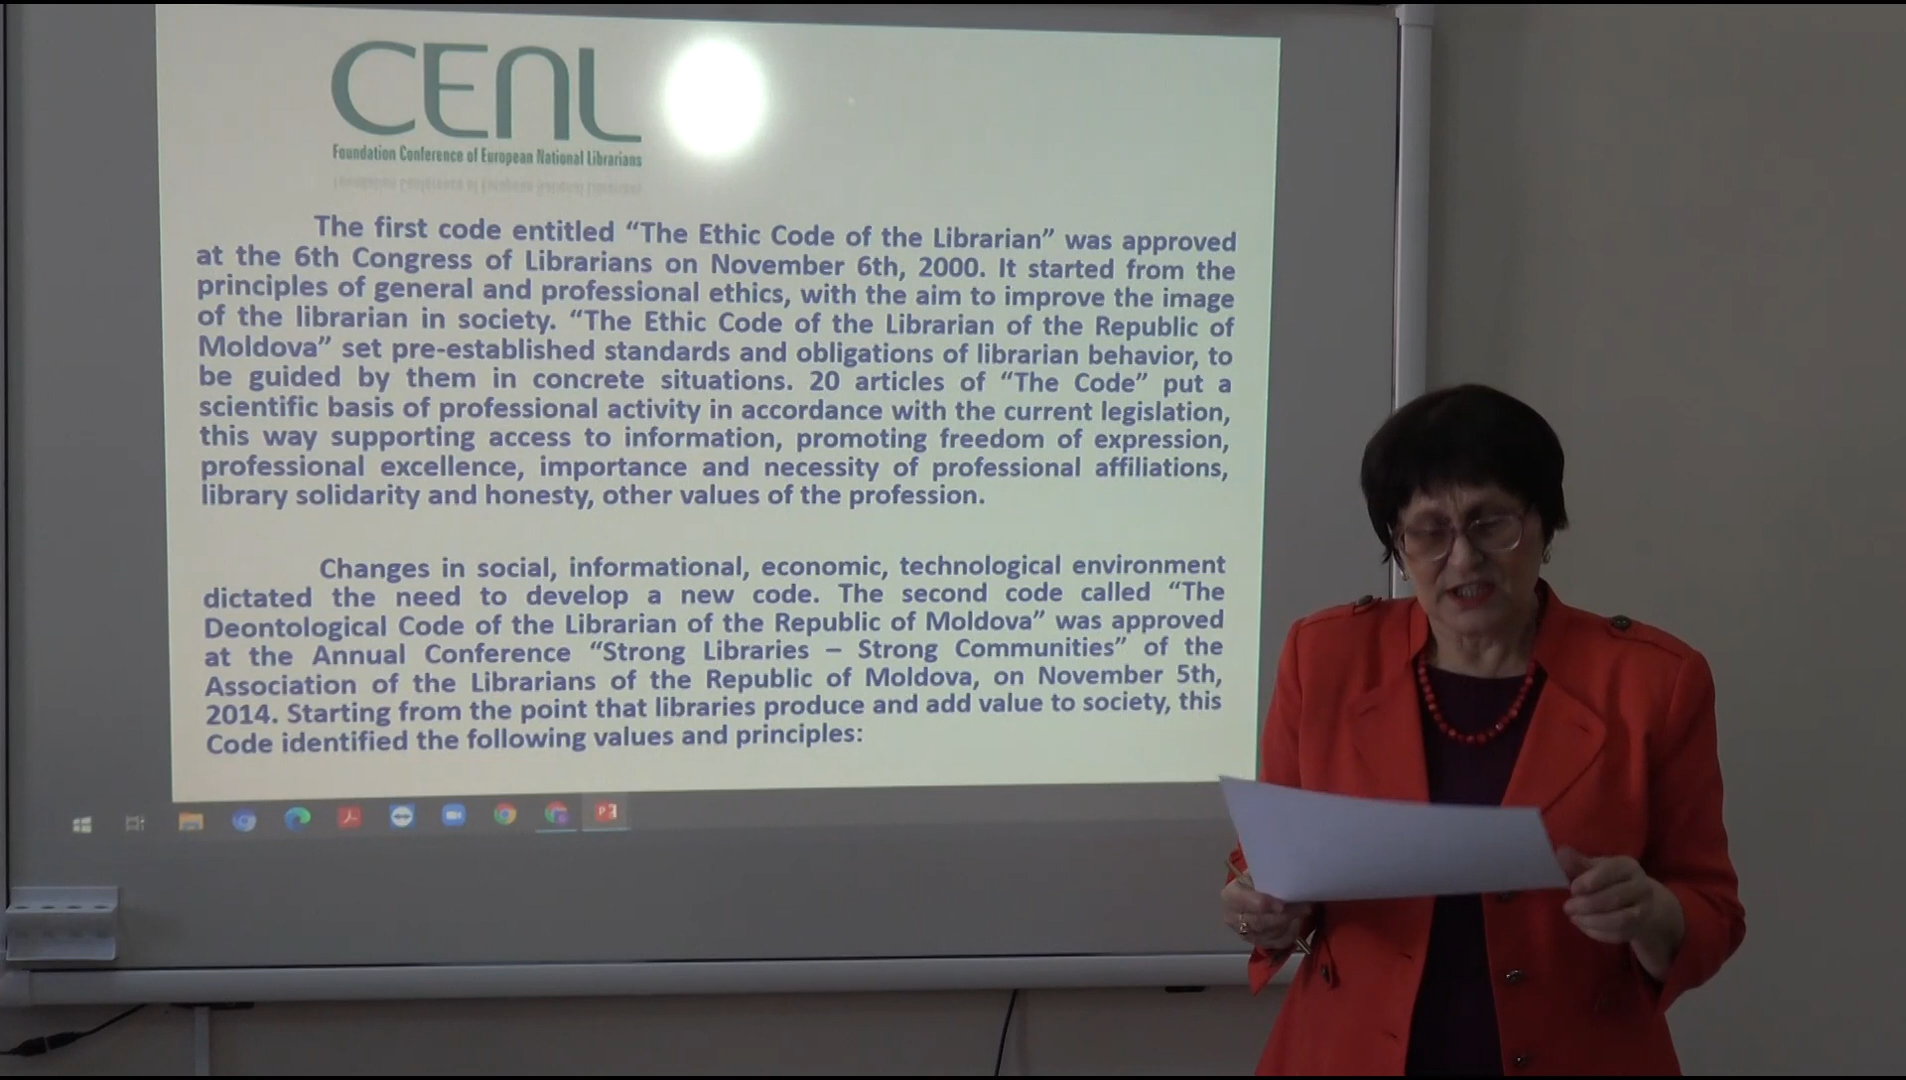 CENL
Foundation Conference of European National Librarians
The first code entitled “The Ethic Code of the Librarian” was approved
at the 6th Congress of Librarians on November 6th, 2000. It started from the
principles of general and professional ethics, with the aim to improve the image
of the librarian in society. “The Ethic Code of the Librarian of the Republic of
Moldova” set pre-established standards and obligations of librarian behavior, to
be guided by them in concrete situations. 20 articles of “The Code” put a
scientific basis of professional activity in accordance with the current legislation,
this way supporting access to information, promoting freedom of expression,
professional excellence, importance and necessity of professional affiliations,
library solidarity and honesty, other values of the profession.
Changes in social, informational, economic, technological environment
dictated the need to develop a new code. The second code called “The
Deontological Code of the Librarian of the Republic of Moldova” was approved
at the Annual Conference “Strong Libraries – Strong Communities” of the
Association of the Librarians of the Republic of Moldova, on November 5th,
2014. Starting from the point that libraries produce and add value to society, this
Code identified the following values and principles: